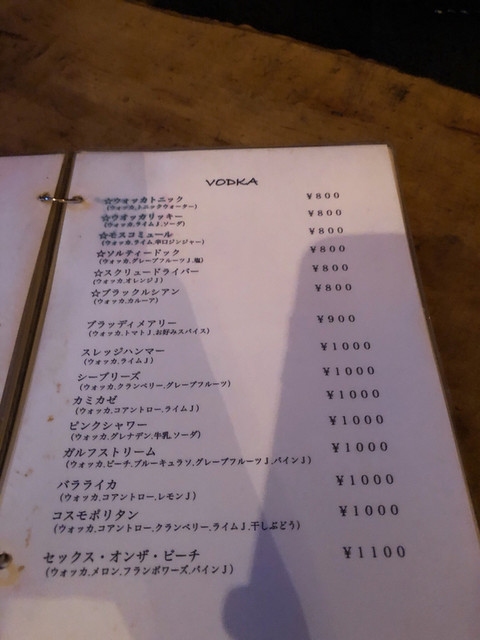 VODKA
☆ウォッカトニック ¥800
(ウォッカ,トニックウォーター)
☆ウォッカリッキー ¥800
(ウォッカ,ライムJ,ソーダ)
☆モスコミュール ¥800
(ウォッカ,ライム,辛口ジンジャー)
☆ソルティードック ¥800
(ウォッカ,グレープフルーツJ,塩)
☆スクリュードライバー ¥800
(ウォッカ,オレンジJ)
☆ブラックルシアン ¥800
(ウォッカ,カルーア)
ブラッディメアリー ¥900
(ウォッカ,トマトJ,お好みスパイス)
スレッジハンマー ¥1000
(ウォッカ,ライムJ)
シーブリーズ ¥1000
(ウォッカ,クランベリー,グレープフルーツ)
カミカゼ ¥1000
(ウォッカ,コアントロー,ライムJ)
ピンクシャワー ¥1000
(ウォッカ,グレナデン,牛乳,ソーダ)
ガルフストリーム ¥1000
(ウォッカ,ピーチ,ブルーキュラソ,グレープフルーツJ,パインJ)
バラライカ ¥1000
(ウォッカ,コアントロー,レモンJ)
コスモポリタン ¥1000
(ウォッカ,コアントロー,クランベリー,ライムJ,干しぶどう)
セックス・オンザ・ビーチ ¥1100
(ウォッカ,メロン,フランボワーズ,パインJ)